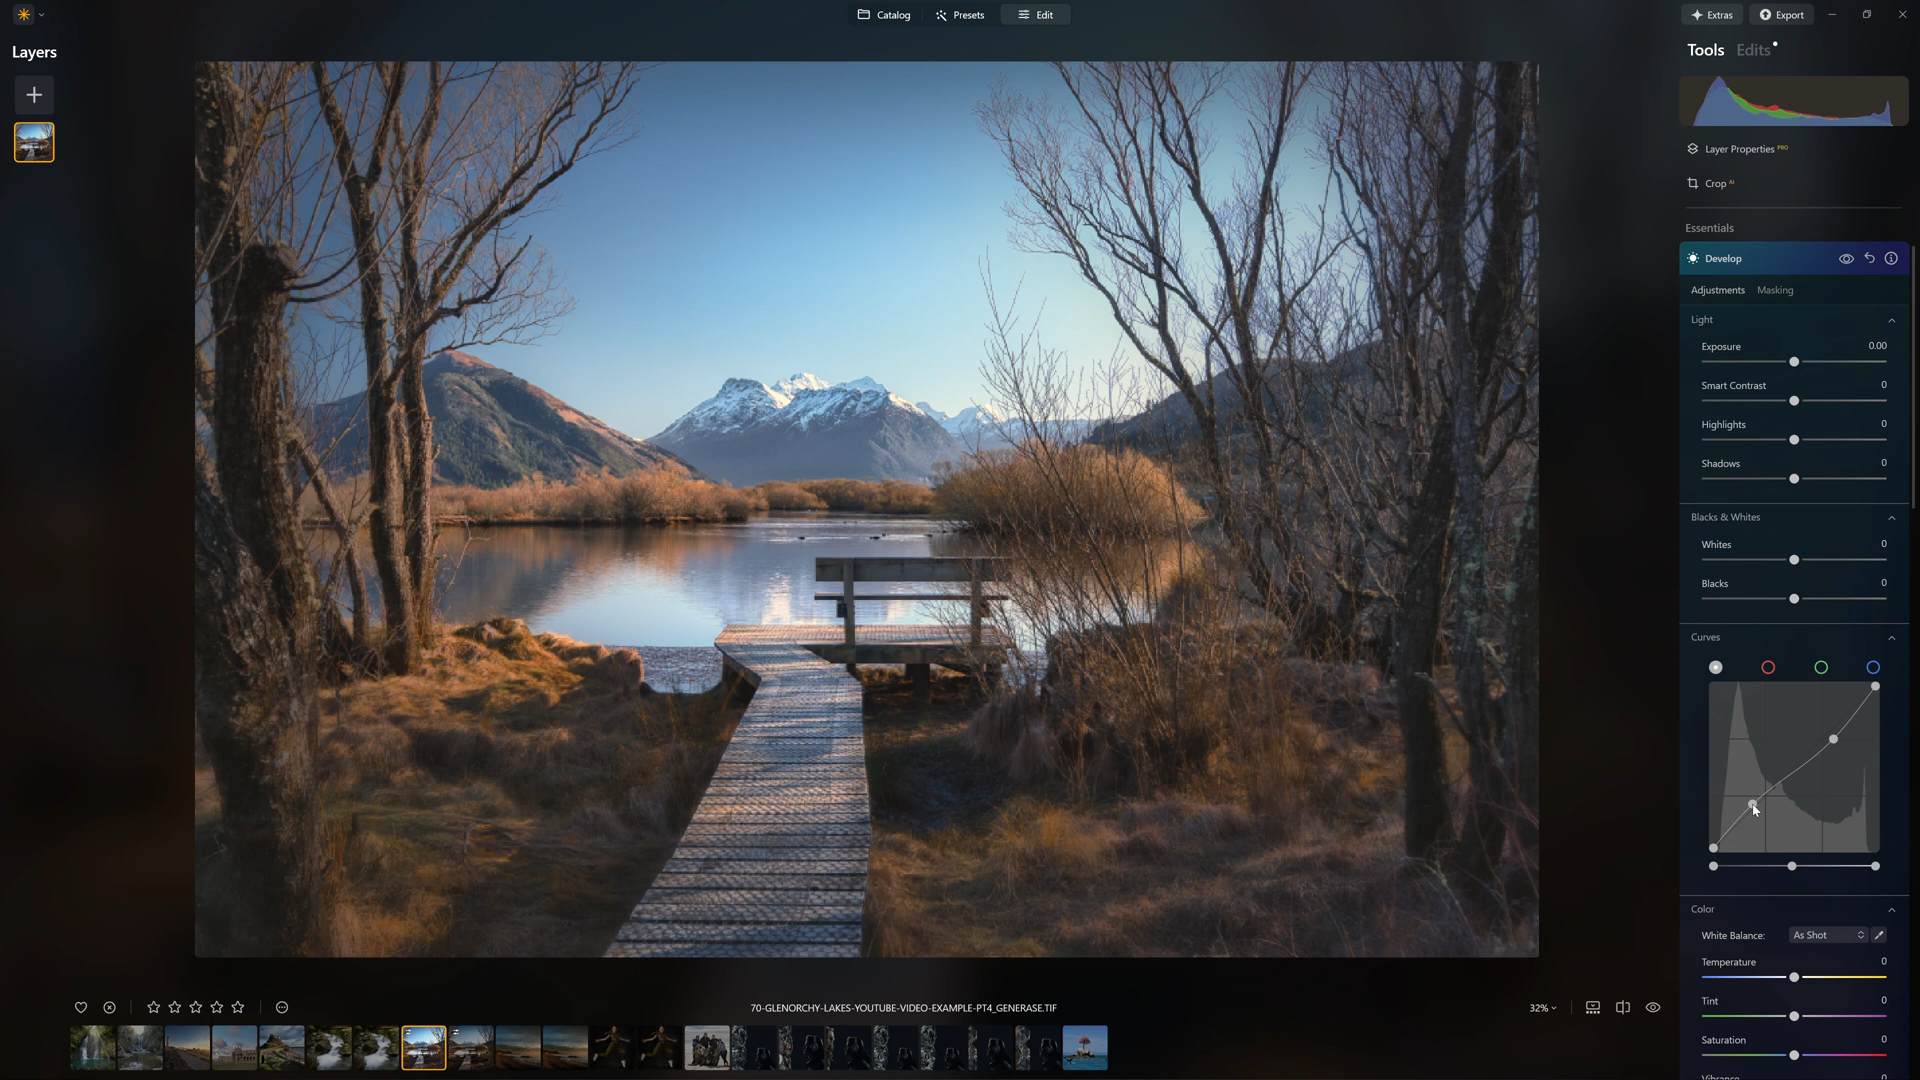 Catalog
Presets
Edit
Extras
Export
Layers
Tools Edits
Layer Properties PRO
Crop AI
Essentials
Develop
Adjustments Masking
Light
Exposure 0.00
Smart Contrast 0
Highlights 0
Shadows 0
Blacks & Whites
Whites 0
Blacks 0
Curves
Color
White Balance: As Shot
Temperature 0
Tint 0
Saturation 0
Vibrance 0
70-GLENORCHY-LAKES-YOUTUBE-VIDEO-EXAMPLE-PT4_GENERASE.TIF
32%